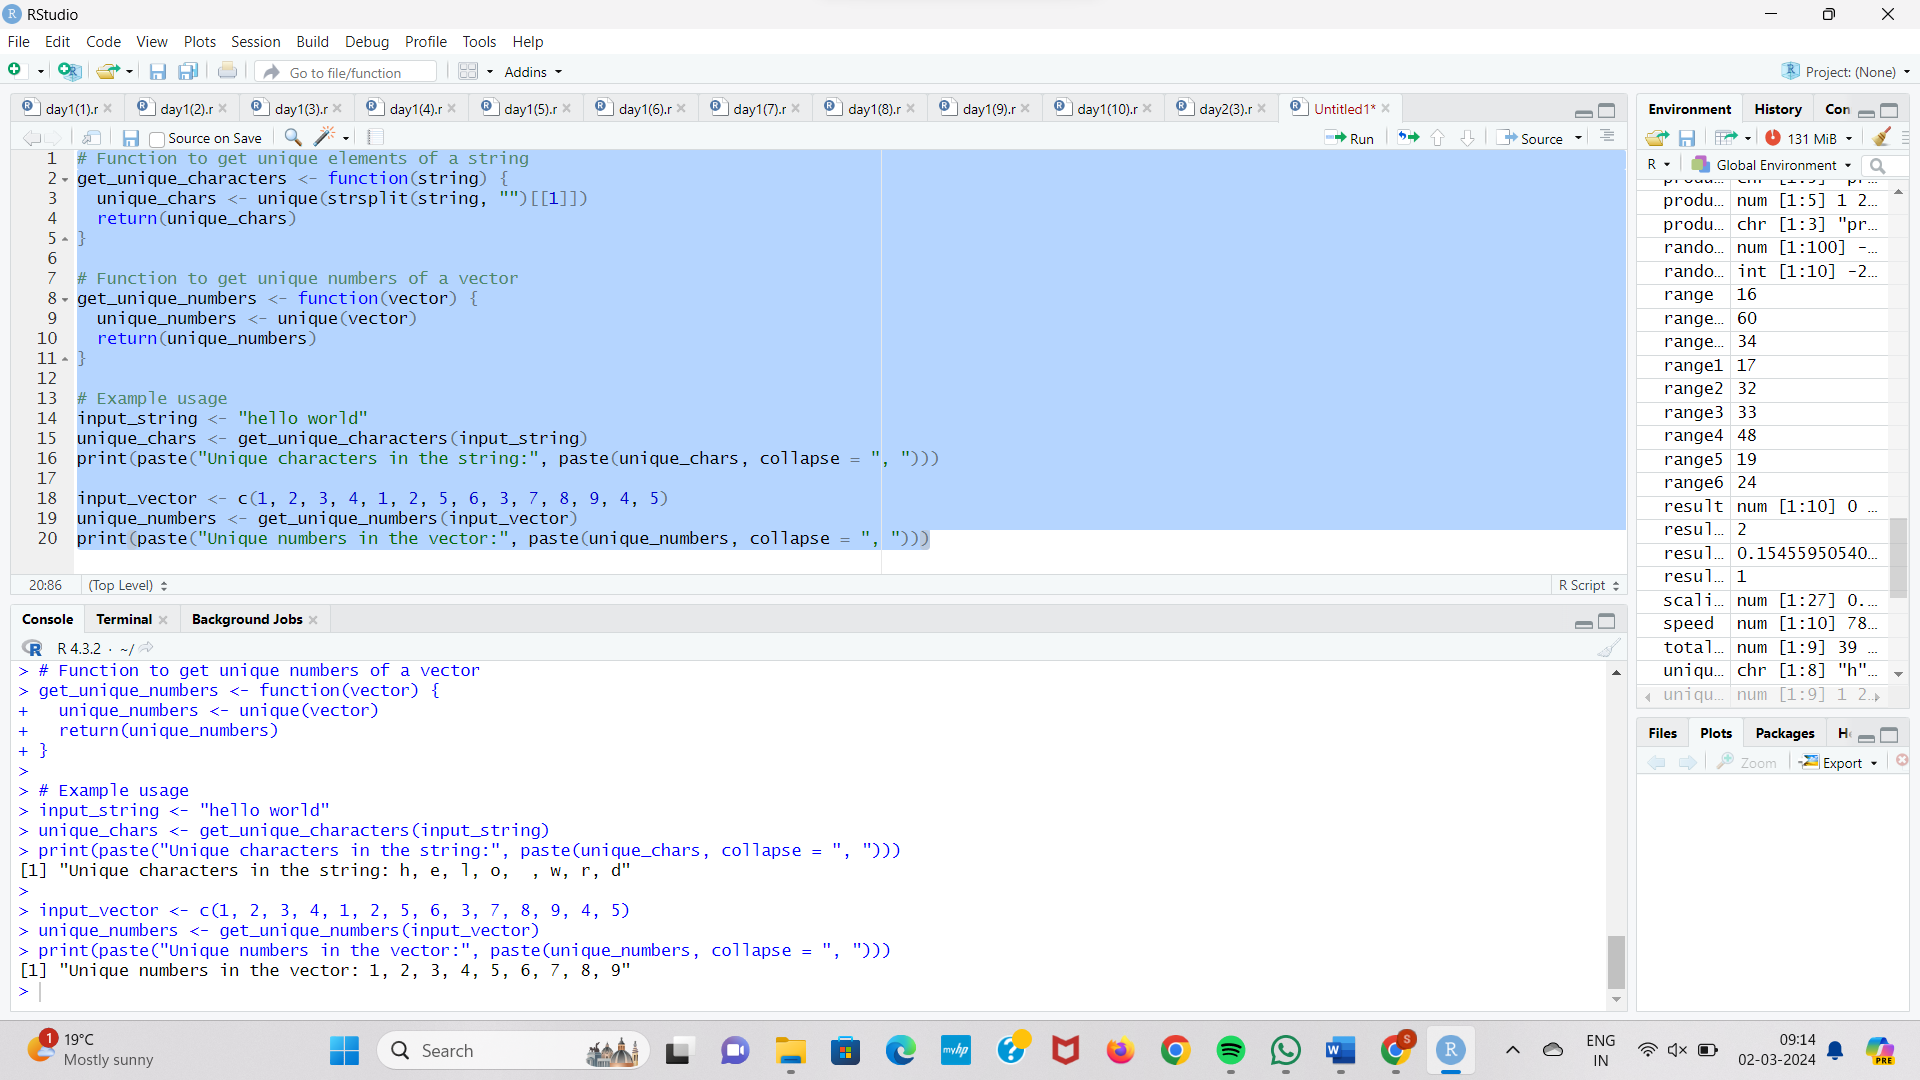 RStudio
File Edit Code View Plots Session Build Debug Profile Tools Help
Go to file/function Addins Project: (None)
day1(1).r day1(2).r day1(3).r day1(4).r day1(5).r day1(6).r day1(7).r day1(8).r day1(9).r day1(10).r day2(3).r Untitled1*
Source on Save Run Source
1 # Function to get unique elements of a string
2 get_unique_characters <- function(string) {
3   unique_chars <- unique(strsplit(string, "")[[1]])
4   return(unique_chars)
5 }
6
7 # Function to get unique numbers of a vector
8 get_unique_numbers <- function(vector) {
9   unique_numbers <- unique(vector)
10   return(unique_numbers)
11 }
12
13 # Example usage
14 input_string <- "hello world"
15 unique_chars <- get_unique_characters(input_string)
16 print(paste("Unique characters in the string:", paste(unique_chars, collapse = ", ")))
17
18 input_vector <- c(1, 2, 3, 4, 1, 2, 5, 6, 3, 7, 8, 9, 4, 5)
19 unique_numbers <- get_unique_numbers(input_vector)
20 print(paste("Unique numbers in the vector:", paste(unique_numbers, collapse = ", ")))
20:86 (Top Level) R Script
Console Terminal Background Jobs
R 4.3.2 · ~/
> # Function to get unique numbers of a vector
> get_unique_numbers <- function(vector) {
+   unique_numbers <- unique(vector)
+   return(unique_numbers)
+ }
>
> # Example usage
> input_string <- "hello world"
> unique_chars <- get_unique_characters(input_string)
> print(paste("Unique characters in the string:", paste(unique_chars, collapse = ", ")))
[1] "Unique characters in the string: h, e, l, o,  , w, r, d"
>
> input_vector <- c(1, 2, 3, 4, 1, 2, 5, 6, 3, 7, 8, 9, 4, 5)
> unique_numbers <- get_unique_numbers(input_vector)
> print(paste("Unique numbers in the vector:", paste(unique_numbers, collapse = ", ")))
[1] "Unique numbers in the vector: 1, 2, 3, 4, 5, 6, 7, 8, 9"
>
Environment History Con
131 MiB
R Global Environment
produ… num [1:5] 1 2…
produ… chr [1:3] "pr…
rando… num [1:100] -…
rando… int [1:10] -2…
range 16
range… 60
range… 34
range1 17
range2 32
range3 33
range4 48
range5 19
range6 24
result num [1:10] 0 …
resul… 2
resul… 0.15455950540…
resul… 1
scali… num [1:27] 0.…
speed num [1:10] 78…
total… num [1:9] 39 …
uniqu… chr [1:8] "h"…
uniqu… num [1:9] 1 2…
Files Plots Packages H
Zoom Export
1 19°C
Mostly sunny
Search
myhp
S
R
ENG
IN
09:14
02-03-2024
PRE